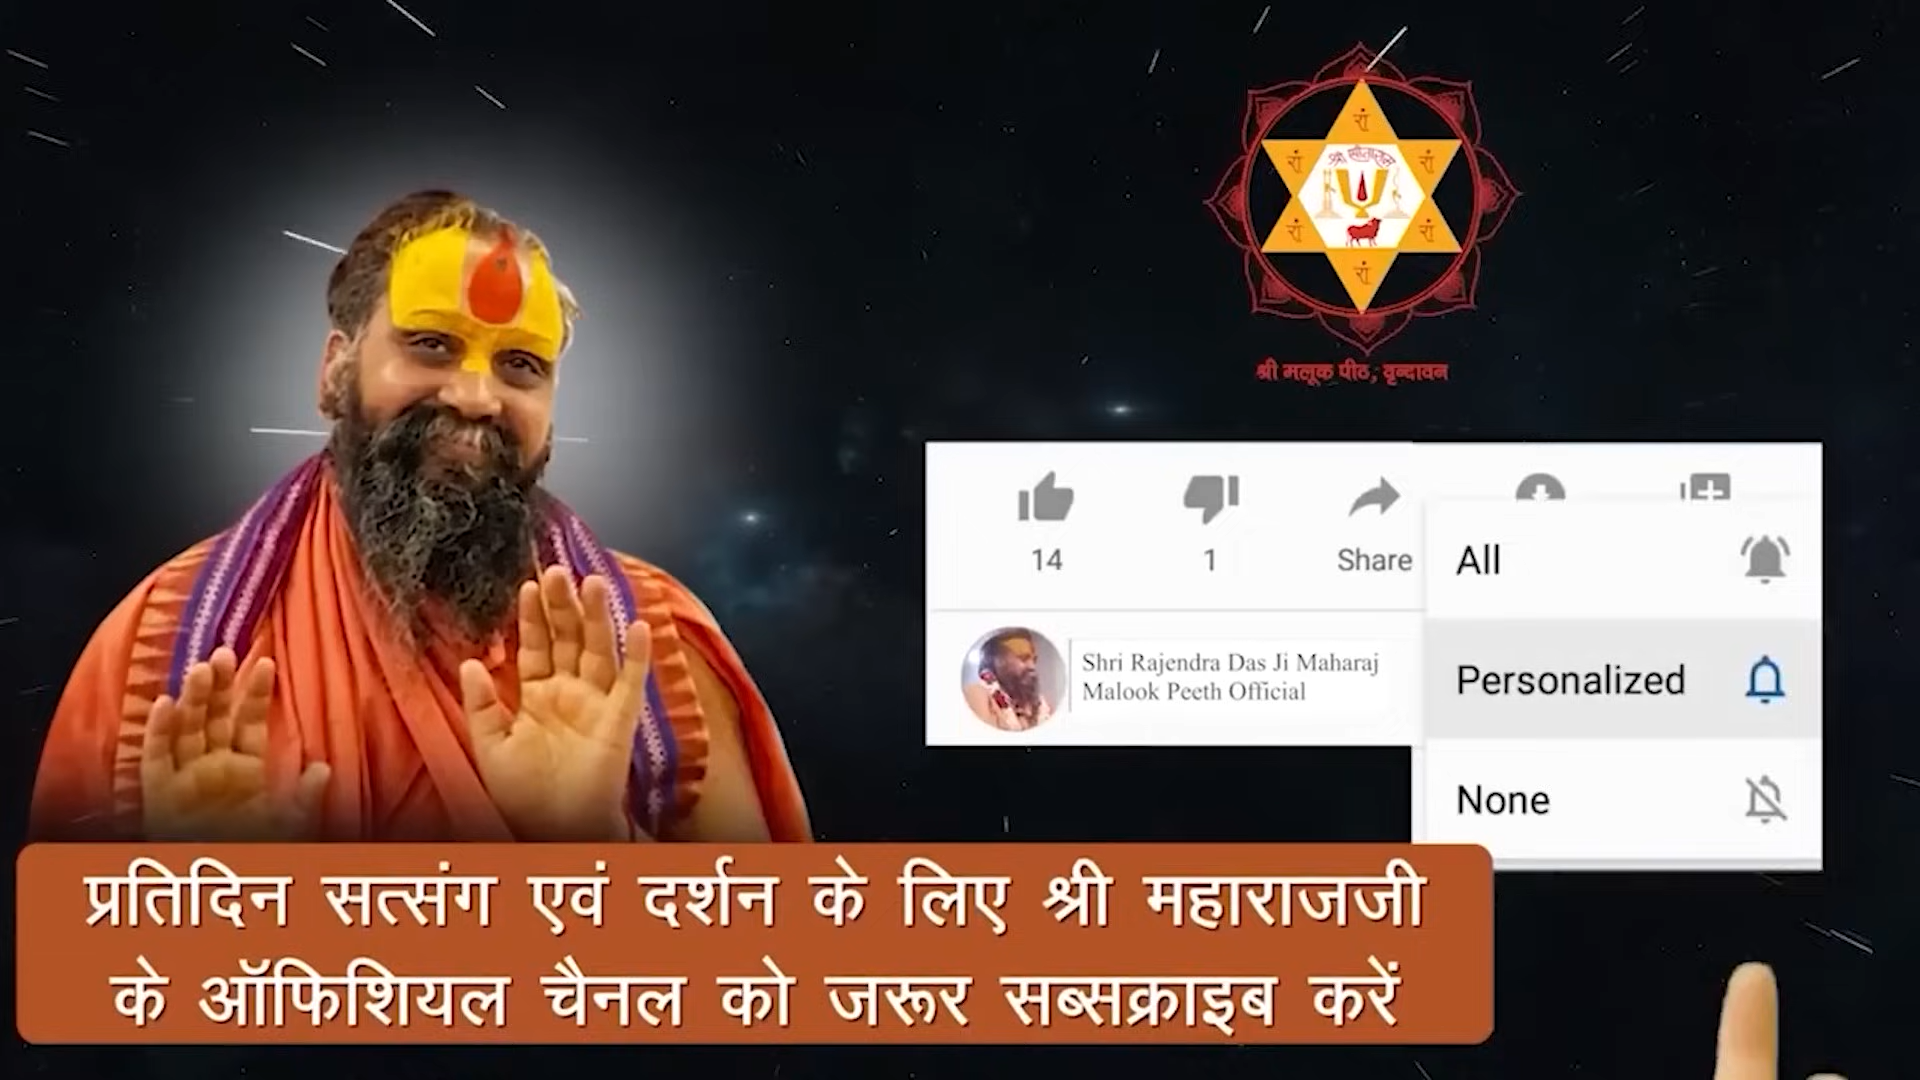 रां
रां
रां
श्री सीताराम
रां
रां
रां
श्री मलूक पीठ, वृन्दावन
14
1
Share
All
Shri Rajendra Das Ji Maharaj
Malook Peeth Official
Personalized
None
प्रतिदिन सत्संग एवं दर्शन के लिए श्री महाराजजी
के ऑफिशियल चैनल को जरूर सब्सक्राइब करें